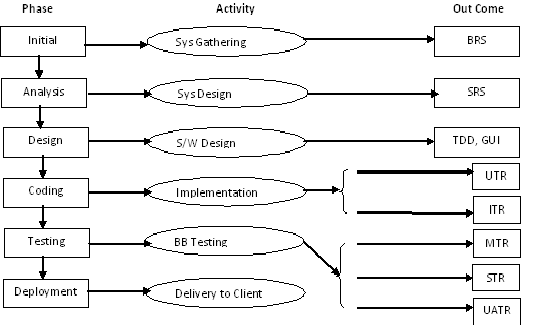 Phase Activity Out Come
Initial Sys Gathering BRS
Analysis Sys Design SRS
Design S/W Design TDD, GUI
UTR
Coding Implementation
ITR
Testing BB Testing MTR
STR
Deployment Delivery to Client
UATR